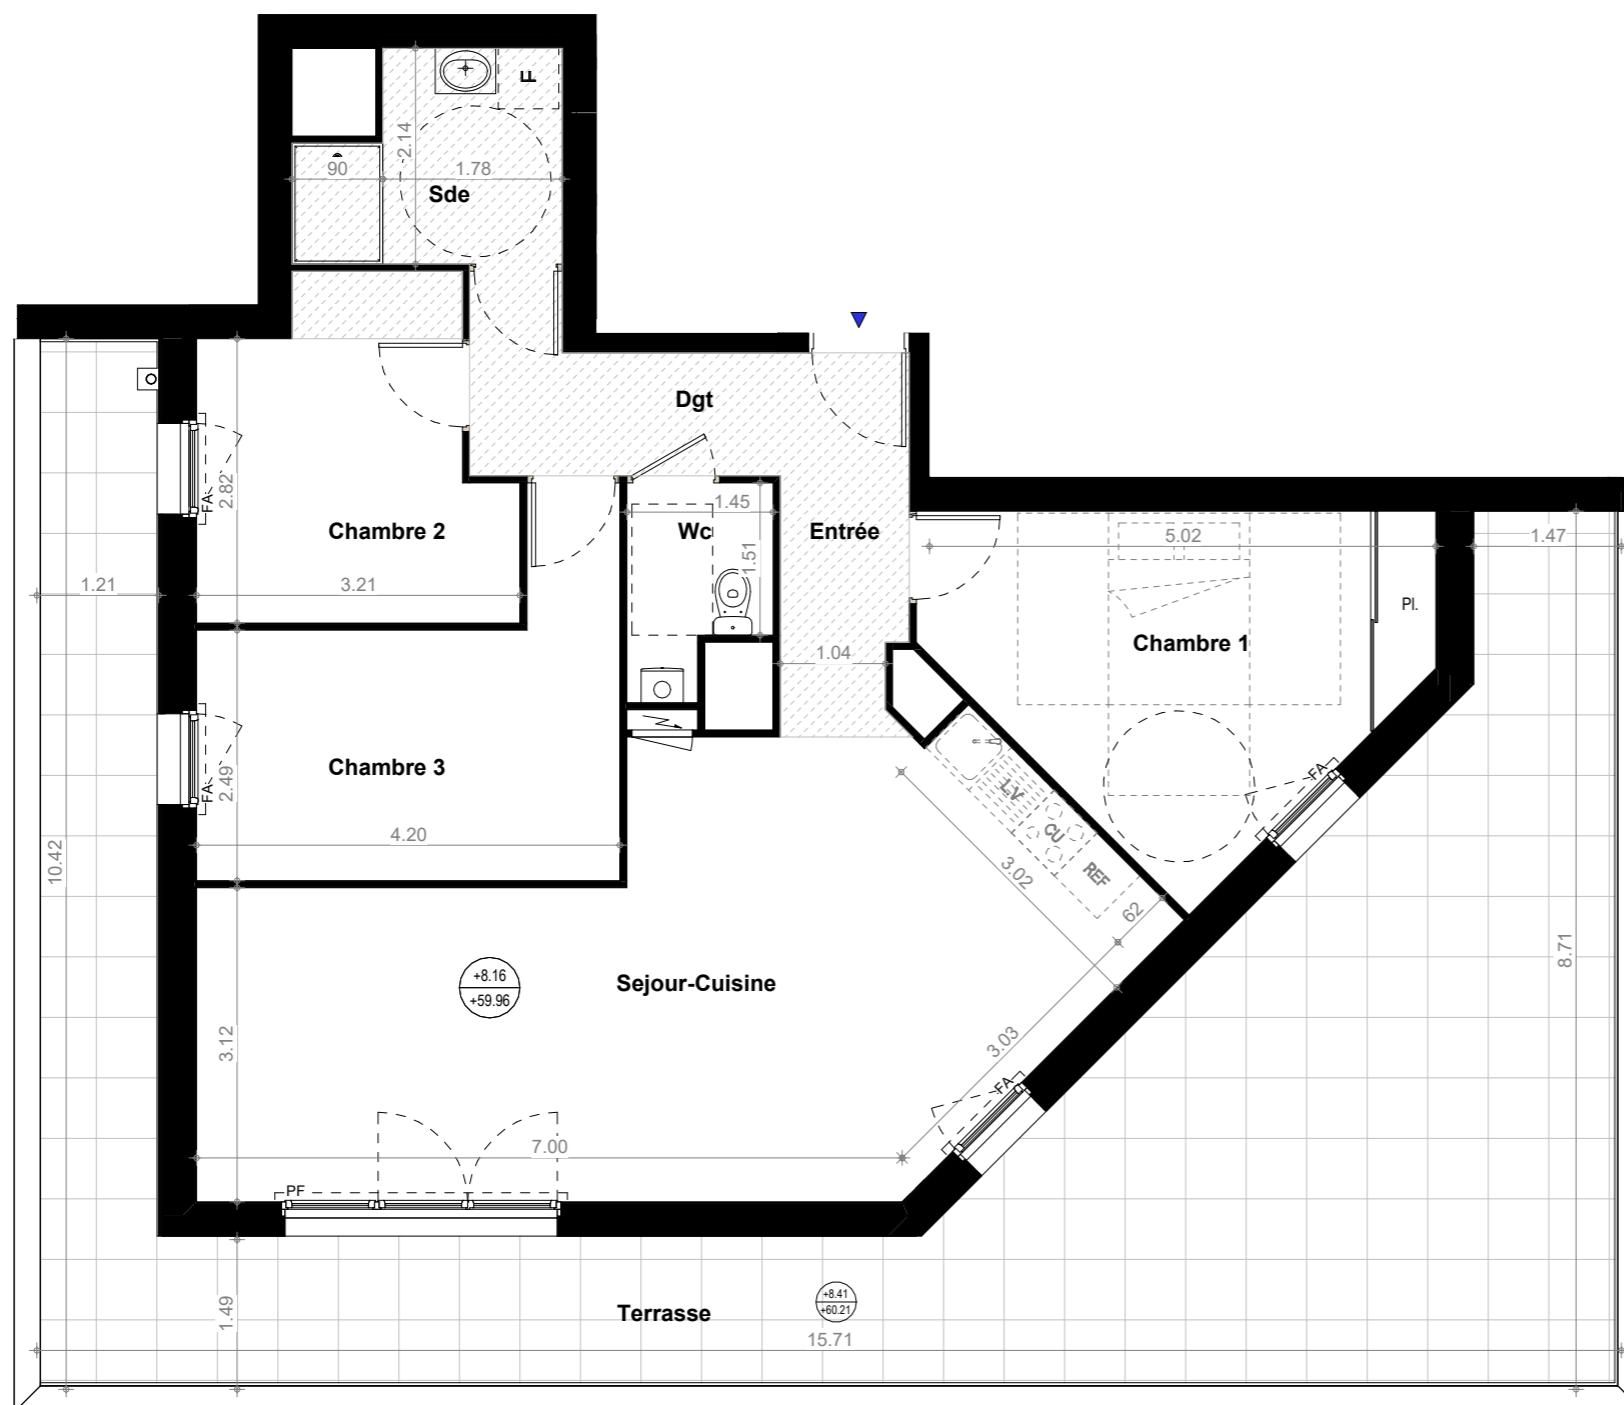 LF
2.14
90
1.78
Sde
Dgt
FA
2.82
Chambre 2
3.21
1.45
Wc
1.51
Entrée
5.02
1.47
1.21
Pl.
Chambre 1
1.04
FA
2.49
Chambre 3
4.20
FA
LV
CU
REF
3.02
62
10.42
8.71
+8.16
+59.96
Sejour-Cuisine
3.12
3.03
FA
7.00
PF
1.49
Terrasse
+8.41
+60.21
15.71